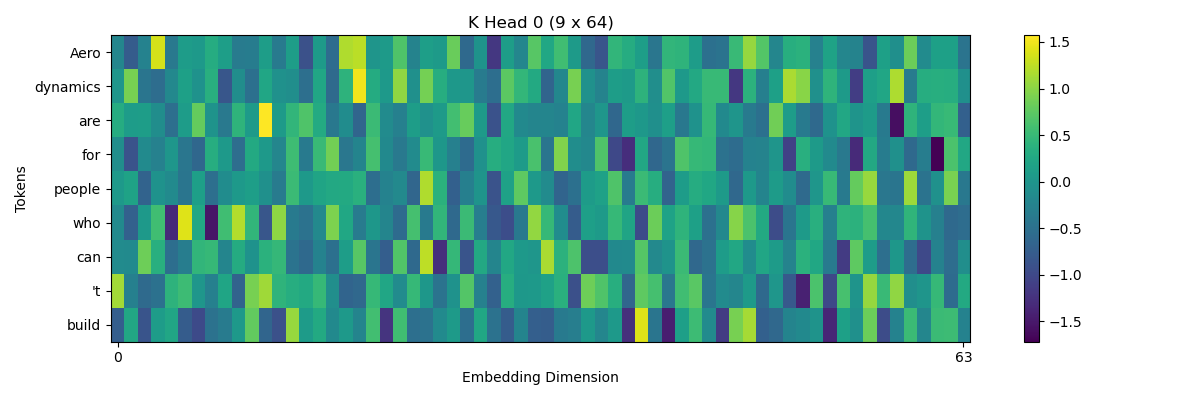 K Head 0 (9 x 64)
Tokens
Aero
dynamics
are
for
people
who
can
't
build
0
63
Embedding Dimension
1.5
1.0
0.5
0.0
−0.5
−1.0
−1.5